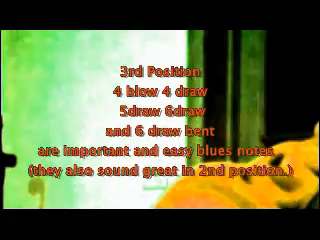 3rd Position
4 blow 4 draw
5draw 6draw
and 6 draw bent
are important and easy blues notes
(they also sound great in 2nd position.)